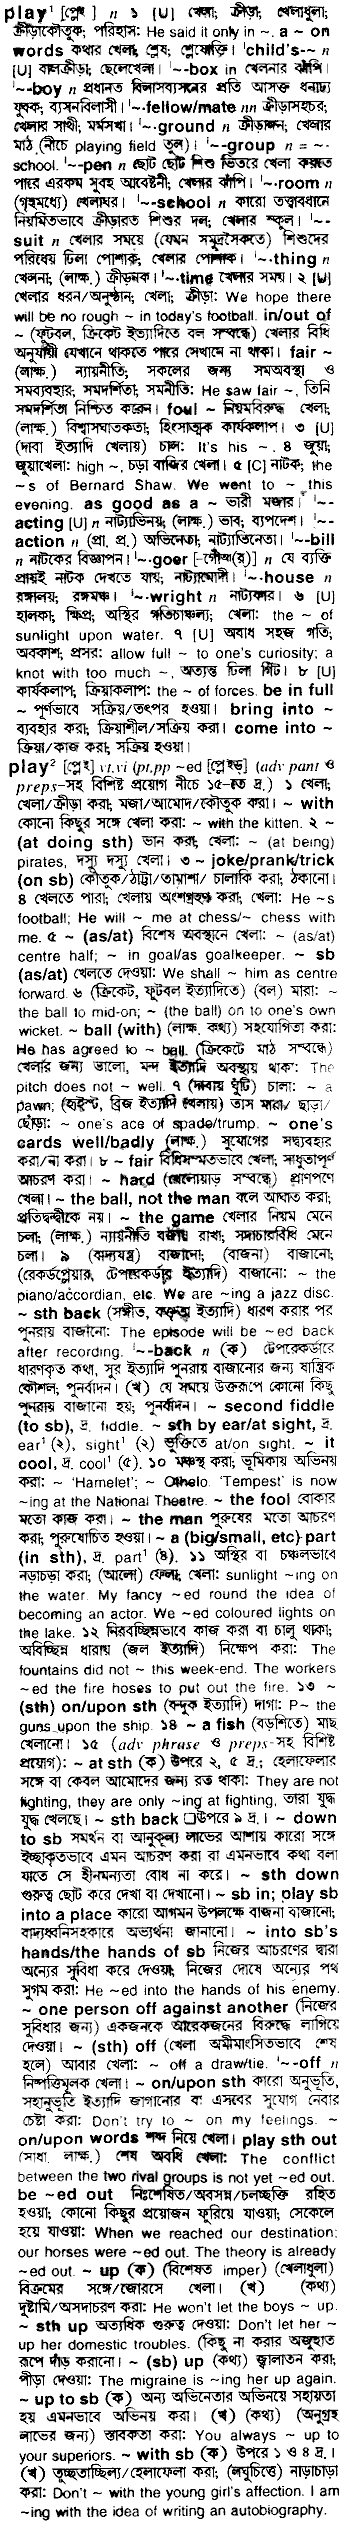 play¹ [প্লেই] n ১ [U] খেলা; ক্রীড়া; খেলাধুলা;
ক্রীড়াকৌতুক; পরিহাস: He said it only in ~. a ~ on
words কথার খেলা, শ্লেষ; শ্লেষোক্তি। ˈchild's-~ n
[U] বালক্রীড়া; ছেলেখেলা। ˈ~-box in খেলনার ঝাঁপি।
ˈ~-boy n প্রধানত বিলাসব্যসনের প্রতি আসক্ত ধনাঢ্য
যুবক; ব্যসনবিলাসী। ˈ~-fellow/mate nn ক্রীড়াসহচর;
খেলার সাথী; মর্মসখা। ˈ~-ground n ক্রীড়াঙ্গন; খেলার
মাঠ (নীচে playing field তুল)। ˈ~-group n = ~-
school. ˈ~-pen n ছোট ছোট শিশু ভিতরে খেলা করতে
পারে এরকম সুবহ আবেষ্টনী; খেলার ঝাঁপি। ˈ~-room n
(গৃহমধ্যে) খেলাঘর। ˈ~-school n কারো তত্ত্বাবধানে
নিয়মিতভাবে ক্রীড়ারত শিশুর দল; খেলার স্কুল। ˈ~-
suit n খেলার সময়ে (যেমন সমুদ্রসৈকতে) শিশুদের
পরিধেয় ঢিলা পোশাক; খেলার পোশাক। ˈ~-thing n
খেলনা; (লাক্ষ.) ক্রীড়নক। ˈ~-time খেলার সময়। ২ [U]
খেলার ধরন/অনুষ্ঠান; খেলা; ক্রীড়া: We hope there
will be no rough ~ in today's football. in/out of
~ (ফুটবল, ক্রিকেট ইত্যাদিতে বল সম্বন্ধে) খেলার বিধি
অনুযায়ী যেখানে থাকতে পারে সেখানে না থাকা। fair ~
(লাক্ষ.) ন্যায়নীতি; সকলের জন্য সমঅবস্থা ও
সমব্যবহার; সমদর্শিতা; সমনীতি: He saw fair ~, তিনি
সমদর্শিতা নিশ্চিত করেন। foul ~ নিয়মবিরুদ্ধ খেলা;
(লাক্ষ.) বিশ্বাসঘাতকতা; হিংসাত্মক কার্যকলাপ। ৩ [U]
(দাবা ইত্যাদি খেলায়) চাল: It's his ~. ৪ জুয়া;
জুয়াখেলা: high ~, চড়া বাজির খেলা। ৫ [C] নাটক; the
~s of Bernard Shaw. We went to ~ this
evening. as good as a ~ ভারী মজার। ˈ~-
acting [U] n নাট্যাভিনয়; (লাক্ষ.) ভাব; ব্যপদেশ। ˈ~-
action n (প্রা. প্র.) অভিনেতা; নাট্যাভিনেতা। ˈ~-bill
n নাটকের বিজ্ঞাপন। ˈ~-goer [-গৌআ(র্)] n যে ব্যক্তি
প্রায়ই নাটক দেখতে যায়; নাট্যামোদী। ˈ~-house n
রঙ্গালয়; রঙ্গমঞ্চ। ˈ~-wright n নাট্যকার। ৬ [U]
হালকা; ক্ষিপ্র; অস্থির গতিচাঞ্চল্য; খেলা: the ~ of
sunlight upon water. ৭ [U] অবাধ সহজ গতি;
অবকাশ; প্রসর: allow full ~ to one's curiosity; a
knot with too much ~, অত্যন্ত ঢিলা গিঁট। ৮ [U]
কার্যকলাপ; ক্রিয়াকলাপ: the ~ of forces. be in full
~ পূর্ণভাবে সক্রিয়/তৎপর হওয়া। bring into ~
ব্যবহার করা; ক্রিয়াশীল/সক্রিয় করা। come into ~
ক্রিয়া/কাজ করা; সক্রিয় হওয়া।
play² [প্লেই] vt,vi (pt,pp ~ed [প্লেইড্]) (adv pant ও
preps-সহ বিশিষ্ট প্রয়োগ নীচে ১৫-তে দ্র.) ১ খেলা;
খেলা/ক্রীড়া করা; মজা/আমোদ/কৌতুক করা। ~ with
কোনো কিছুর সঙ্গে খেলা করা: ~ with the kitten. ২ ~
(at doing sth) ভান করা; খেলা: ~ (at being)
pirates, দস্যু দস্যু খেলা। ৩ ~ joke/prank/trick
(on sb) কৌতুক/ঠাট্টা/তামাশা/ চালাকি করা; ঠকানো।
৪ খেলতে পারা; খেলায় অংশগ্রহণ করা, খেলা: He ~s
football; He will ~ me at chess/~ chess with
me. ৫ ~ (as/at) বিশেষ অবস্থানে খেলা: ~ (as/at)
centre half; ~ in goal/as goalkeeper. ~ sb
(as/at) খেলতে দেওয়া: We shall ~ him as centre
forward. ৬ (ক্রিকেট, ফুটবল ইত্যাদিতে) (বল) মারা: ~
the ball to mid-on; ~ (the ball) on to one's own
wicket. ~ ball (with) (লাক্ষ. কথ্য) সহযোগিতা করা:
He has agreed to ~ ball. (ক্রিকেটে মাঠ সম্বন্ধে)
খেলার জন্য ভালো, মন্দ ইত্যাদি অবস্থায় থাকা: The
pitch does not ~ well. ৭ (দাবায় ঘুঁটি) চালা: ~ a
pawn; (হুইস্ট, ব্রিজ ইত্যাদি খেলায়) তাস মারা/ ছাড়া/
ছোঁড়া: ~ one's ace of spade/trump. ~ one's
cards well/badly (লাক্ষ.) সুযোগের সদ্ব্যবহার
করা/না করা। ৮ ~ fair বিধিসম্মতভাবে খেলা; সাধুতাপূর্ণ
আচরণ করা। ~ hard (খেলোয়াড় সম্বন্ধে) প্রাণপণে
খেলা। ~ the ball, not the man বলে আঘাত করা;
প্রতিদ্বন্দ্বীকে নয়। ~ the game খেলার নিয়ম মেনে
চলা; (লাক্ষ.) ন্যায়নীতি বজায় রাখা; সদাচারবিধি মেনে
চলা। ৯ (বাদ্যযন্ত্র) বাজানো; (বাজনা) বাজানো;
(রেকর্ডপ্লেয়ার, টেপরেকর্ডার ইত্যাদি) বাজানো: ~ the
piano/accordian, etc. We are ~ing a jazz disc.
~ sth back (সঙ্গীত, বক্তৃতা ইত্যাদি) ধারণ করার পর
পুনরায় বাজানো: The episode will be ~ed back
after recording. ˈ~-back n (ক) টেপরেকর্ডারে
ধারণকৃত কথা, সুর ইত্যাদি পুনরায় বাজানোর জন্য যান্ত্রিক
কৌশল; পুনর্বাদন। (খ) যে সময়ে উক্তরূপে কোনো কিছু
পুনরায় বাজানো হয়; পুনর্বাদন। ~ second fiddle
(to sb), দ্র. fiddle. ~ sth by ear/at sight, দ্র.
ear¹ (২), sight¹ (২) ভুক্তিতে at/on sight. ~ it
cool, দ্র. cool¹ (৫). ১০ মঞ্চস্থ করা; ভূমিকায় অভিনয়
করা: ~ 'Hamelet'; ~ Othelo. 'Tempest' is now
~ing at the National Theatre. ~ the fool বোকার
মতো কাজ করা। ~ the man পুরুষের মতো আচরণ
করা; পুরুষোচিত হওয়া। ~ a (big/small, etc) part
(in sth), দ্র. part¹ (৪). ১১ অস্থির বা চঞ্চলভাবে
নড়াচড়া করা; (আলো) ফেলা; খেলা: sunlight ~ing on
the water. My fancy ~ed round the idea of
becoming an actor. We ~ed coloured lights on
the lake. ১২ নিরবচ্ছিন্নভাবে কাজ করা বা চালু থাকা;
অবিচ্ছিন্ন ধারায় (জল ইত্যাদি) নিক্ষেপ করা: The
fountains did not ~ this week-end. The workers
~ed the fire hoses to put out the fire. ১৩ ~
(sth) on/upon sth (বন্দুক ইত্যাদি) দাগা: P~ the
guns upon the ship. ১৪ ~ a fish (বড়শিতে) মাছ
খেলানো। ১৫ (adv phrase ও preps-সহ বিশিষ্ট
প্রয়োগ): ~ at sth (ক) উপরে ২, ৫ দ্র.; হেলাফেলার
সঙ্গে বা কেবল আমোদের জন্য রত থাকা: They are not
fighting, they are only ~ing at fighting, তারা যুদ্ধ
যুদ্ধ খেলছে। ~ sth back □উপরে ৯ দ্র.। ~ down
to sb সমর্থন বা আনুকূল্য লাভের আশায় কারো সঙ্গে
ইচ্ছাকৃতভাবে এমন আচরণ করা বা এমনভাবে কথা বলা
যাতে সে হীনমন্যতা বোধ না করে। ~ sth down
গুরুত্ব ছোট করে দেখা বা দেখানো। ~ sb in; play sb
into a place কারো আগমন উপলক্ষে বাজনা বাজানো;
বাদ্যধ্বনিসহকারে অভ্যর্থনা জানানো। ~ into sb's
hands/the hands of sb নিজের আচরণের দ্বারা
অন্যের সুবিধা করে দেওয়া; নিজের দোষে অন্যের পথ
সুগম করা: He ~ed into the hands of his enemy.
~ one person off against another (নিজের
সুবিধার জন্য) একজনকে আরেকজনের বিরুদ্ধে লাগিয়ে
দেওয়া। ~ (sth) off (খেলা অমীমাংসিতভাবে শেষ
হলে) আবার খেলা: ~ off a draw/tie. ˈ~-off n
নিষ্পত্তিমূলক খেলা। ~ on/upon sth কারো অনুভূতি,
সহানুভূতি ইত্যাদি জাগানোর বা এসবের সুযোগ নেবার
চেষ্টা করা: Don't try to ~ on my feelings. ~
on/upon words শব্দ নিয়ে খেলা। play sth out
(সাধা. লাক্ষ.) শেষ অবধি খেলা: The conflict
between the two rival groups is not yet ~ed out.
be ~ed out নিঃশেষিত/অবসন্ন/চলচ্ছক্তি রহিত
হওয়া; কোনো কিছুর প্রয়োজন ফুরিয়ে যাওয়া; সেকেলে
হয়ে যাওয়া: When we reached our destination;
our horses were ~ed out. The theory is already
~ed out. ~ up (ক) (বিশেষত imper) (খেলাধুলা)
বিক্রমের সঙ্গে/জোরসে খেলা। (খ) (কথ্য)
দুষ্টামি/অসদাচরণ করা: He won't let the boys ~ up.
~ sth up অত্যধিক গুরুত্ব দেওয়া: Don't let her ~
up her domestic troubles. (কিছু না করার অজুহাত
রূপে দাঁড় করানো। ~ (sb) up (কথ্য) জ্বালাতন করা;
পীড়া দেওয়া: The migraine is ~ing her up again.
~ up to sb (ক) অন্য অভিনেতার অভিনয়ে সহায়তা
হয় এমনভাবে অভিনয় করা। (খ) (কথ্য) (অনুগ্রহ
লাভের জন্য) স্তাবকতা করা: You always ~ up to
your superiors. ~ with sb (ক) উপরে ১ ও ৪ দ্র.।
(খ) তুচ্ছতাচ্ছিল্য/হেলাফেলা করা; (লঘুচিত্তে) নাড়াচাড়া
করা: Don't ~ with the young girl's affection. I am
~ing with the idea of writing an autobiography.